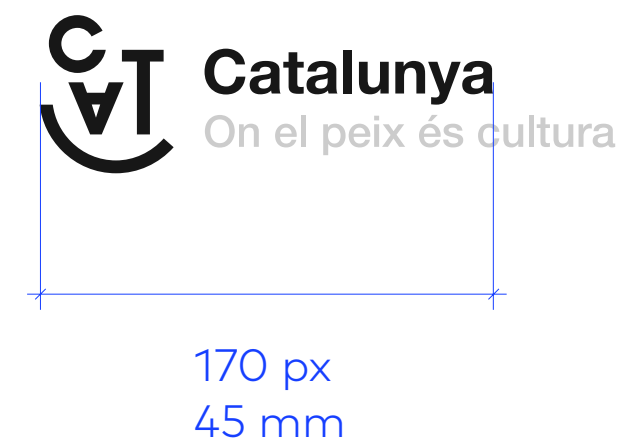 CAT
Catalunya
On el peix és cultura
170 px
45 mm